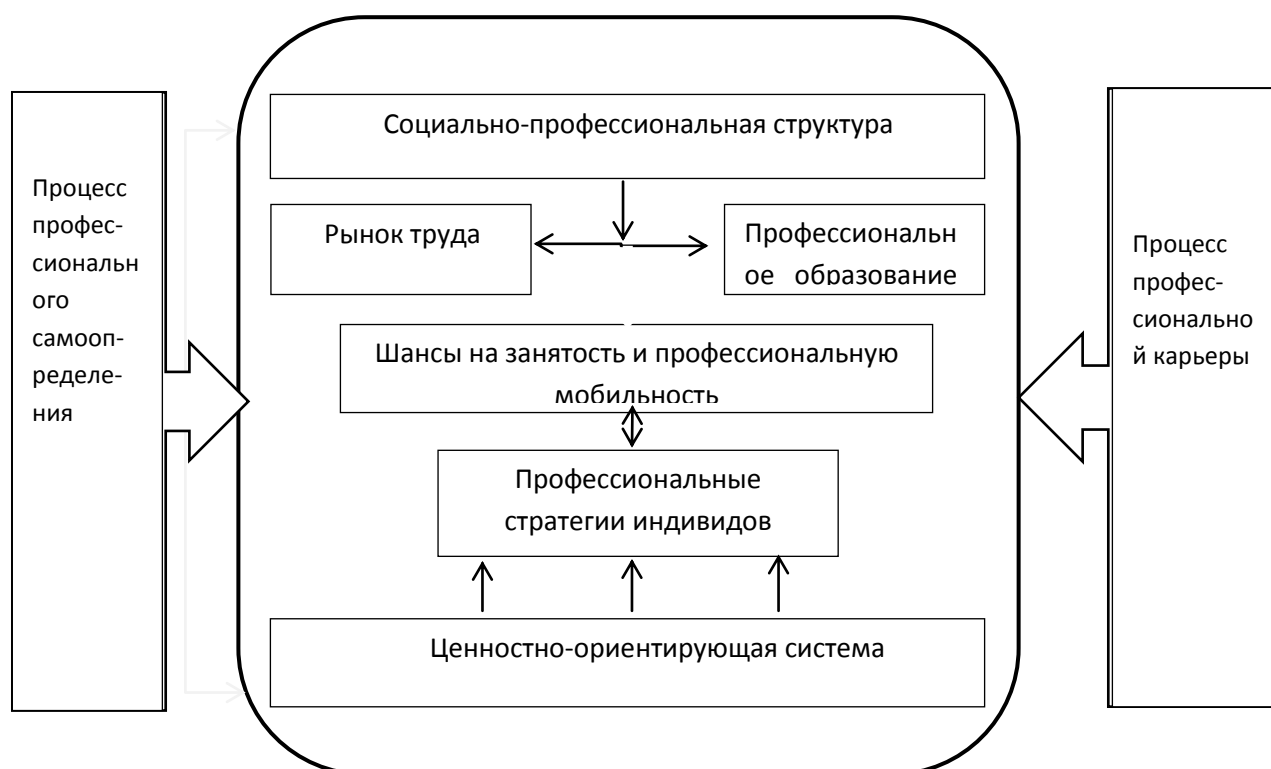 Социально-профессиональная структура
Процесс
профес-
сиональн
ого
самооп-
ределе-
ния
Рынок труда
Профессиональн
ое образование
Процесс
профес-
сионально
й карьеры
Шансы на занятость и профессиональную
мобильность
Профессиональные
стратегии индивидов
Ценностно-ориентирующая система